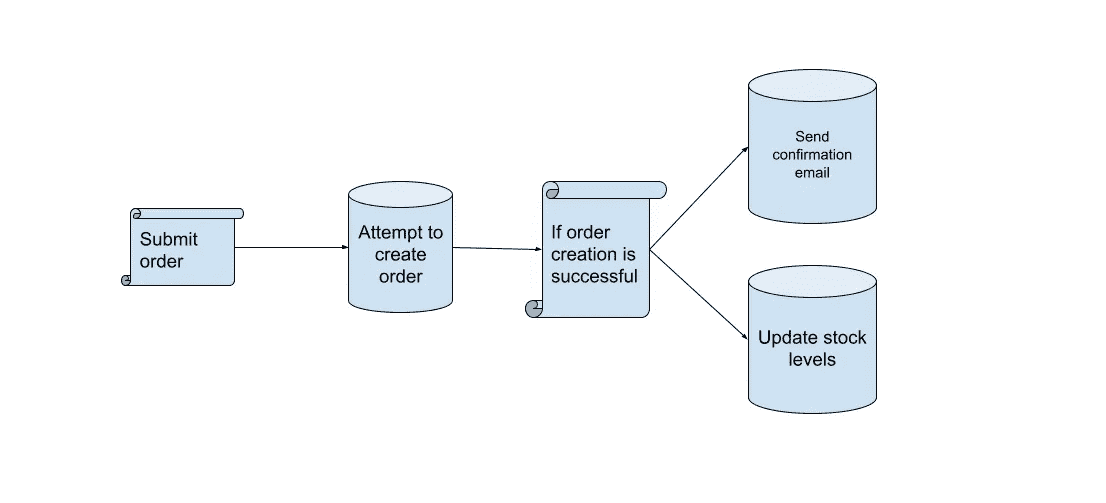 Submit
order
Attempt to
create
order
If order
creation is
successful
Send
confirmation
email
Update stock
levels